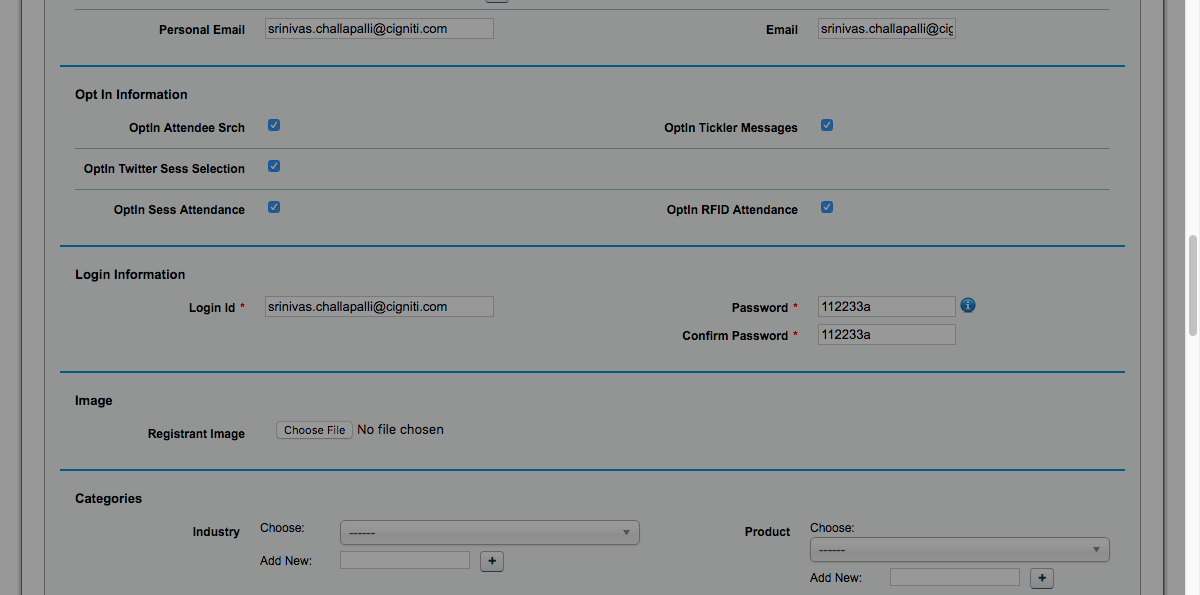 Personal Email srinivas.challapalli@cigniti.com Email srinivas.challapalli@cig
Opt In Information
OptIn Attendee Srch OptIn Tickler Messages
OptIn Twitter Sess Selection
OptIn Sess Attendance OptIn RFID Attendance
Login Information
Login Id * srinivas.challapalli@cigniti.com Password * 112233a
Confirm Password * 112233a
Image
Registrant Image Choose File No file chosen
Categories
Industry Choose: ------ Product Choose:
------
Add New: + Add New: +